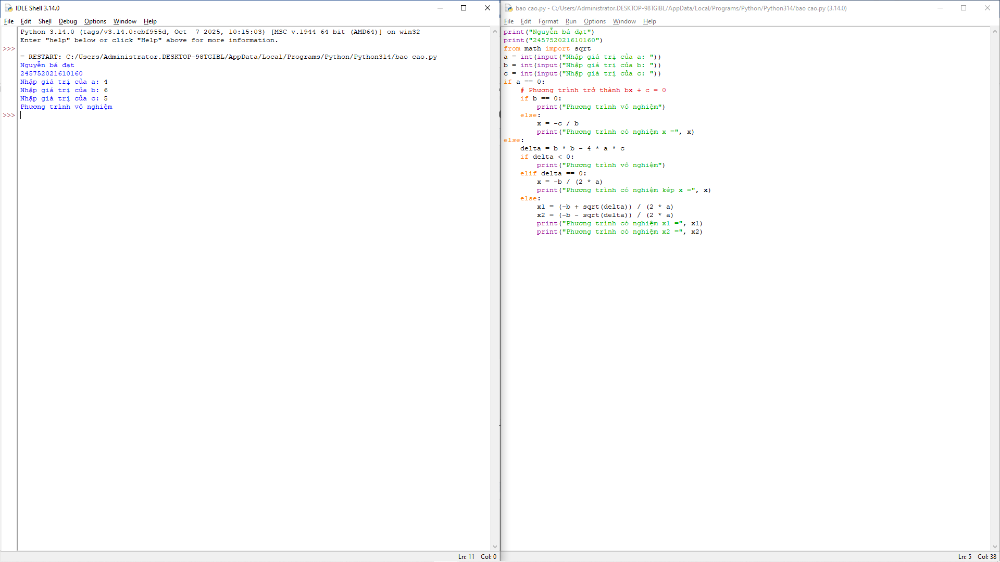 IDLE Shell 3.14.0
File Edit Shell Debug Options Window Help
Python 3.14.0 (tags/v3.14.0:ebf955d, Oct  7 2025, 10:15:03) [MSC v.1944 64 bit (AMD64)] on win32
Enter "help" below or click "Help" above for more information.
>>>
= RESTART: C:/Users/Administrator.DESKTOP-98TGIBL/AppData/Local/Programs/Python/Python314/bao cao.py
Nguyễn bá đạt
245752021610160
Nhập giá trị của a: 4
Nhập giá trị của b: 6
Nhập giá trị của c: 5
Phương trình vô nghiệm
>>>
Ln: 11 Col: 0
bao cao.py - C:/Users/Administrator.DESKTOP-98TGIBL/AppData/Local/Programs/Python/Python314/bao cao.py (3.14.0)
File Edit Format Run Options Window Help
print("Nguyễn bá đạt")
print("245752021610160")
from math import sqrt
a = int(input("Nhập giá trị của a: "))
b = int(input("Nhập giá trị của b: "))
c = int(input("Nhập giá trị của c: "))
if a == 0:
    # Phương trình trở thành bx + c = 0
    if b == 0:
        print("Phương trình vô nghiệm")
    else:
        x = -c / b
        print("Phương trình có nghiệm x =", x)
else:
    delta = b * b - 4 * a * c
    if delta < 0:
        print("Phương trình vô nghiệm")
    elif delta == 0:
        x = -b / (2 * a)
        print("Phương trình có nghiệm kép x =", x)
    else:
        x1 = (-b + sqrt(delta)) / (2 * a)
        x2 = (-b - sqrt(delta)) / (2 * a)
        print("Phương trình có nghiệm x1 =", x1)
        print("Phương trình có nghiệm x2 =", x2)
Ln: 5 Col: 38